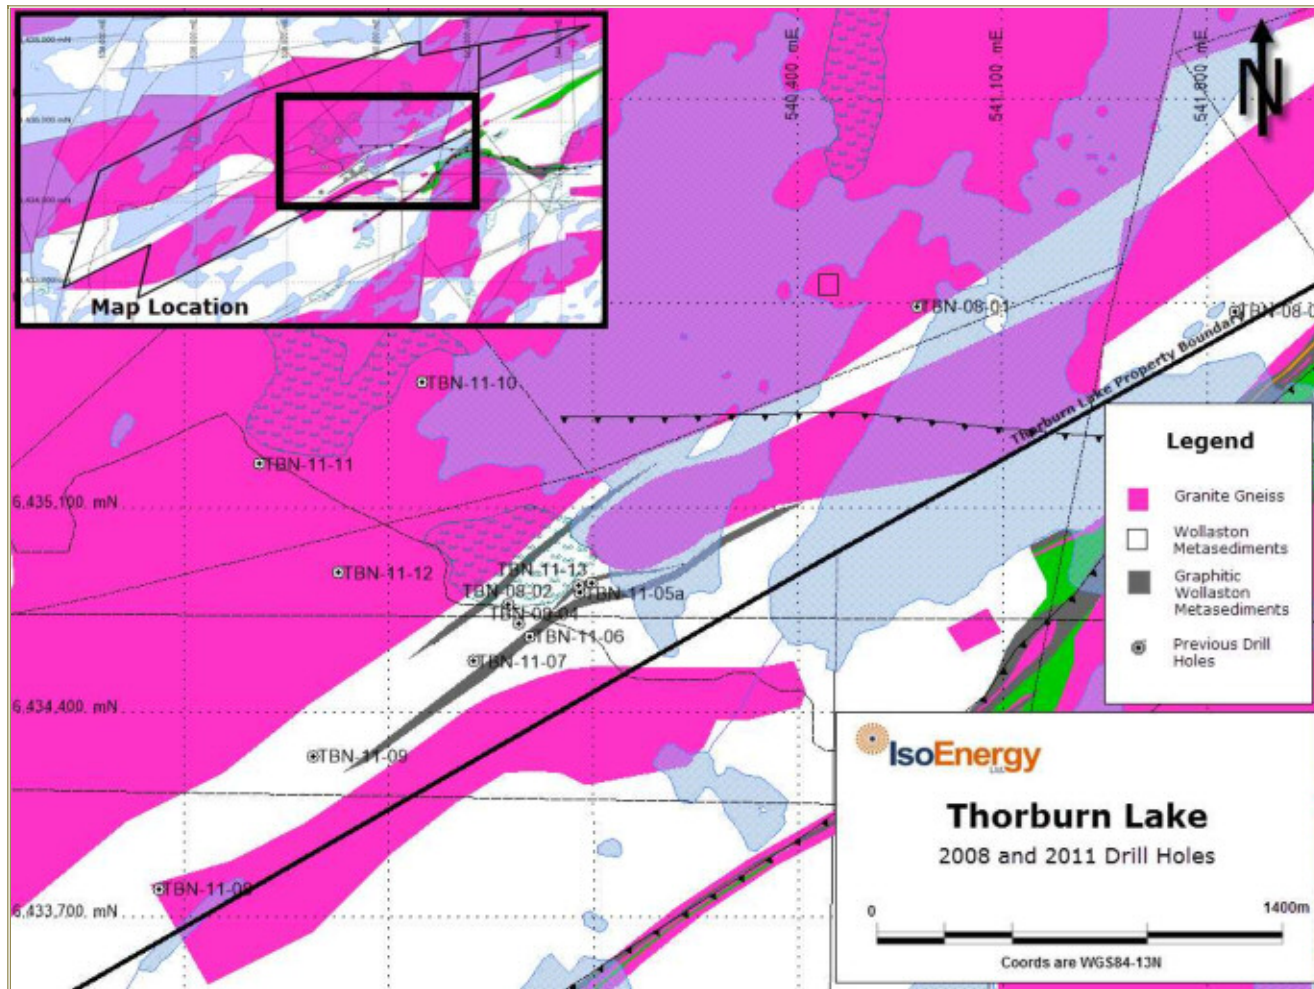 Map Location
540,400 mE
541,100 mE
541,800 mE
N
TBN-08-01
TBN-08-0
Thorburn Lake Property Boundary
TBN-11-10
TBN-11-11
6,435,100 mN
TBN-11-12
TBN-11-13
TBN-08-02
TBN-11-05a
TBN-11-06
TBN-11-07
6,434,400 mN
TBN-11-09
TBN-11-08
6,433,700 mN
Legend
Granite Gneiss
Wollaston
Metasediments
Graphitic
Wollaston
Metasediments
Previous Drill
Holes
IsoEnergy
Ltd.
Thorburn Lake
2008 and 2011 Drill Holes
0
1400m
Coords are WGS84-13N